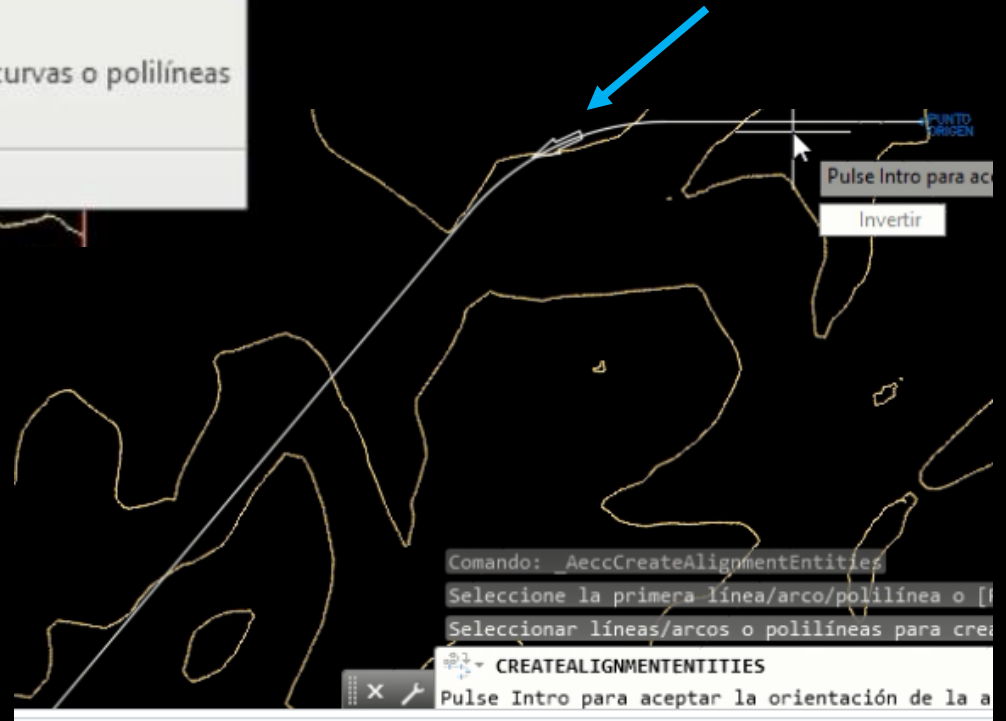 curvas o polilíneas
PUNTO
ORIGEN
Pulse Intro para ac
Invertir
Comando: _AeccCreateAlignmentEntities
Seleccione la primera línea/arco/polilínea o [
Seleccionar líneas/arcos o polilíneas para crea
CREATEALIGNMENTENTITIES
Pulse Intro para aceptar la orientación de la a